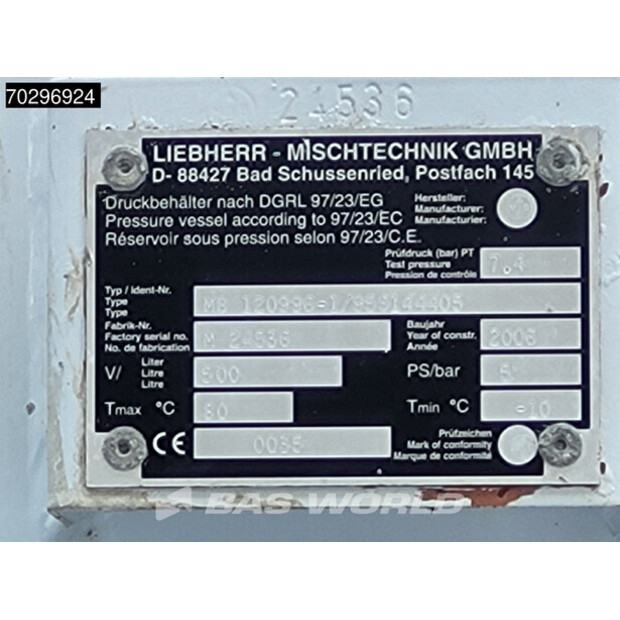 70296924
24536
LIEBHERR - MISCHTECHNIK GMBH
D- 88427 Bad Schussenried, Postfach 145
Druckbehälter nach DGRL 97/23/EG
Pressure vessel according to 97/23/EC
Réservoir sous pression selon 97/23/C.E.
Hersteller:
Manufacturer:
Manufacturier:
Prüfdruck (bar) PT
Test pressure
Pression de contrôle
7.4
Typ / Ident-Nr.
Type
Type
Fabrik-Nr.
Factory serial no.
No. de fabrication
M 24536
Baujahr
Year of constr.
Année
2006
V/
Liter
Litre
Litre
500
PS/bar
5
Tmax °C
Tmin °C
-10
CE
0035
Prüfzeichen
Mark of conformity
Marque de conformité
BAS WORLD